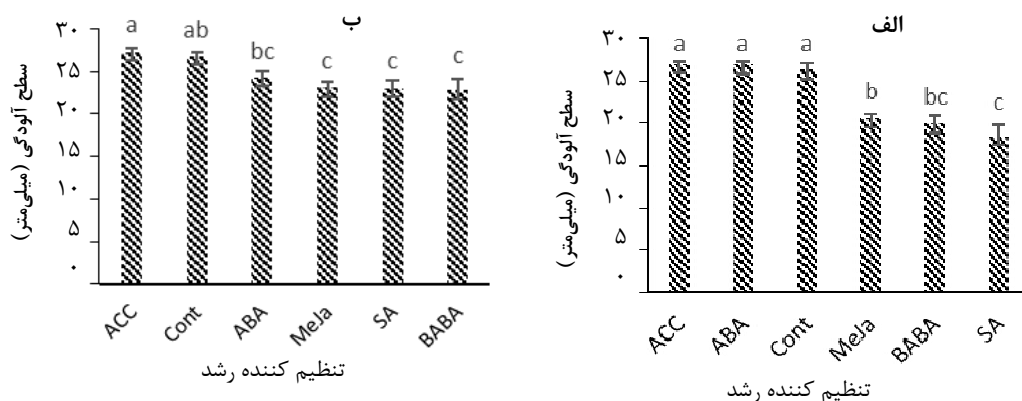 الف
سطح آلودگی (میلی‌متر)
۳۰
۲۵
۲۰
۱۵
۱۰
۵
۰
a
a
a
b
bc
c
ACC
ABA
Cont
MeJa
BABA
SA
تنظیم کننده رشد
ب
سطح آلودگی (میلی‌متر)
۳۰
۲۵
۲۰
۱۵
۱۰
۵
۰
a
ab
bc
c
c
c
ACC
Cont
ABA
MeJa
SA
BABA
تنظیم کننده رشد